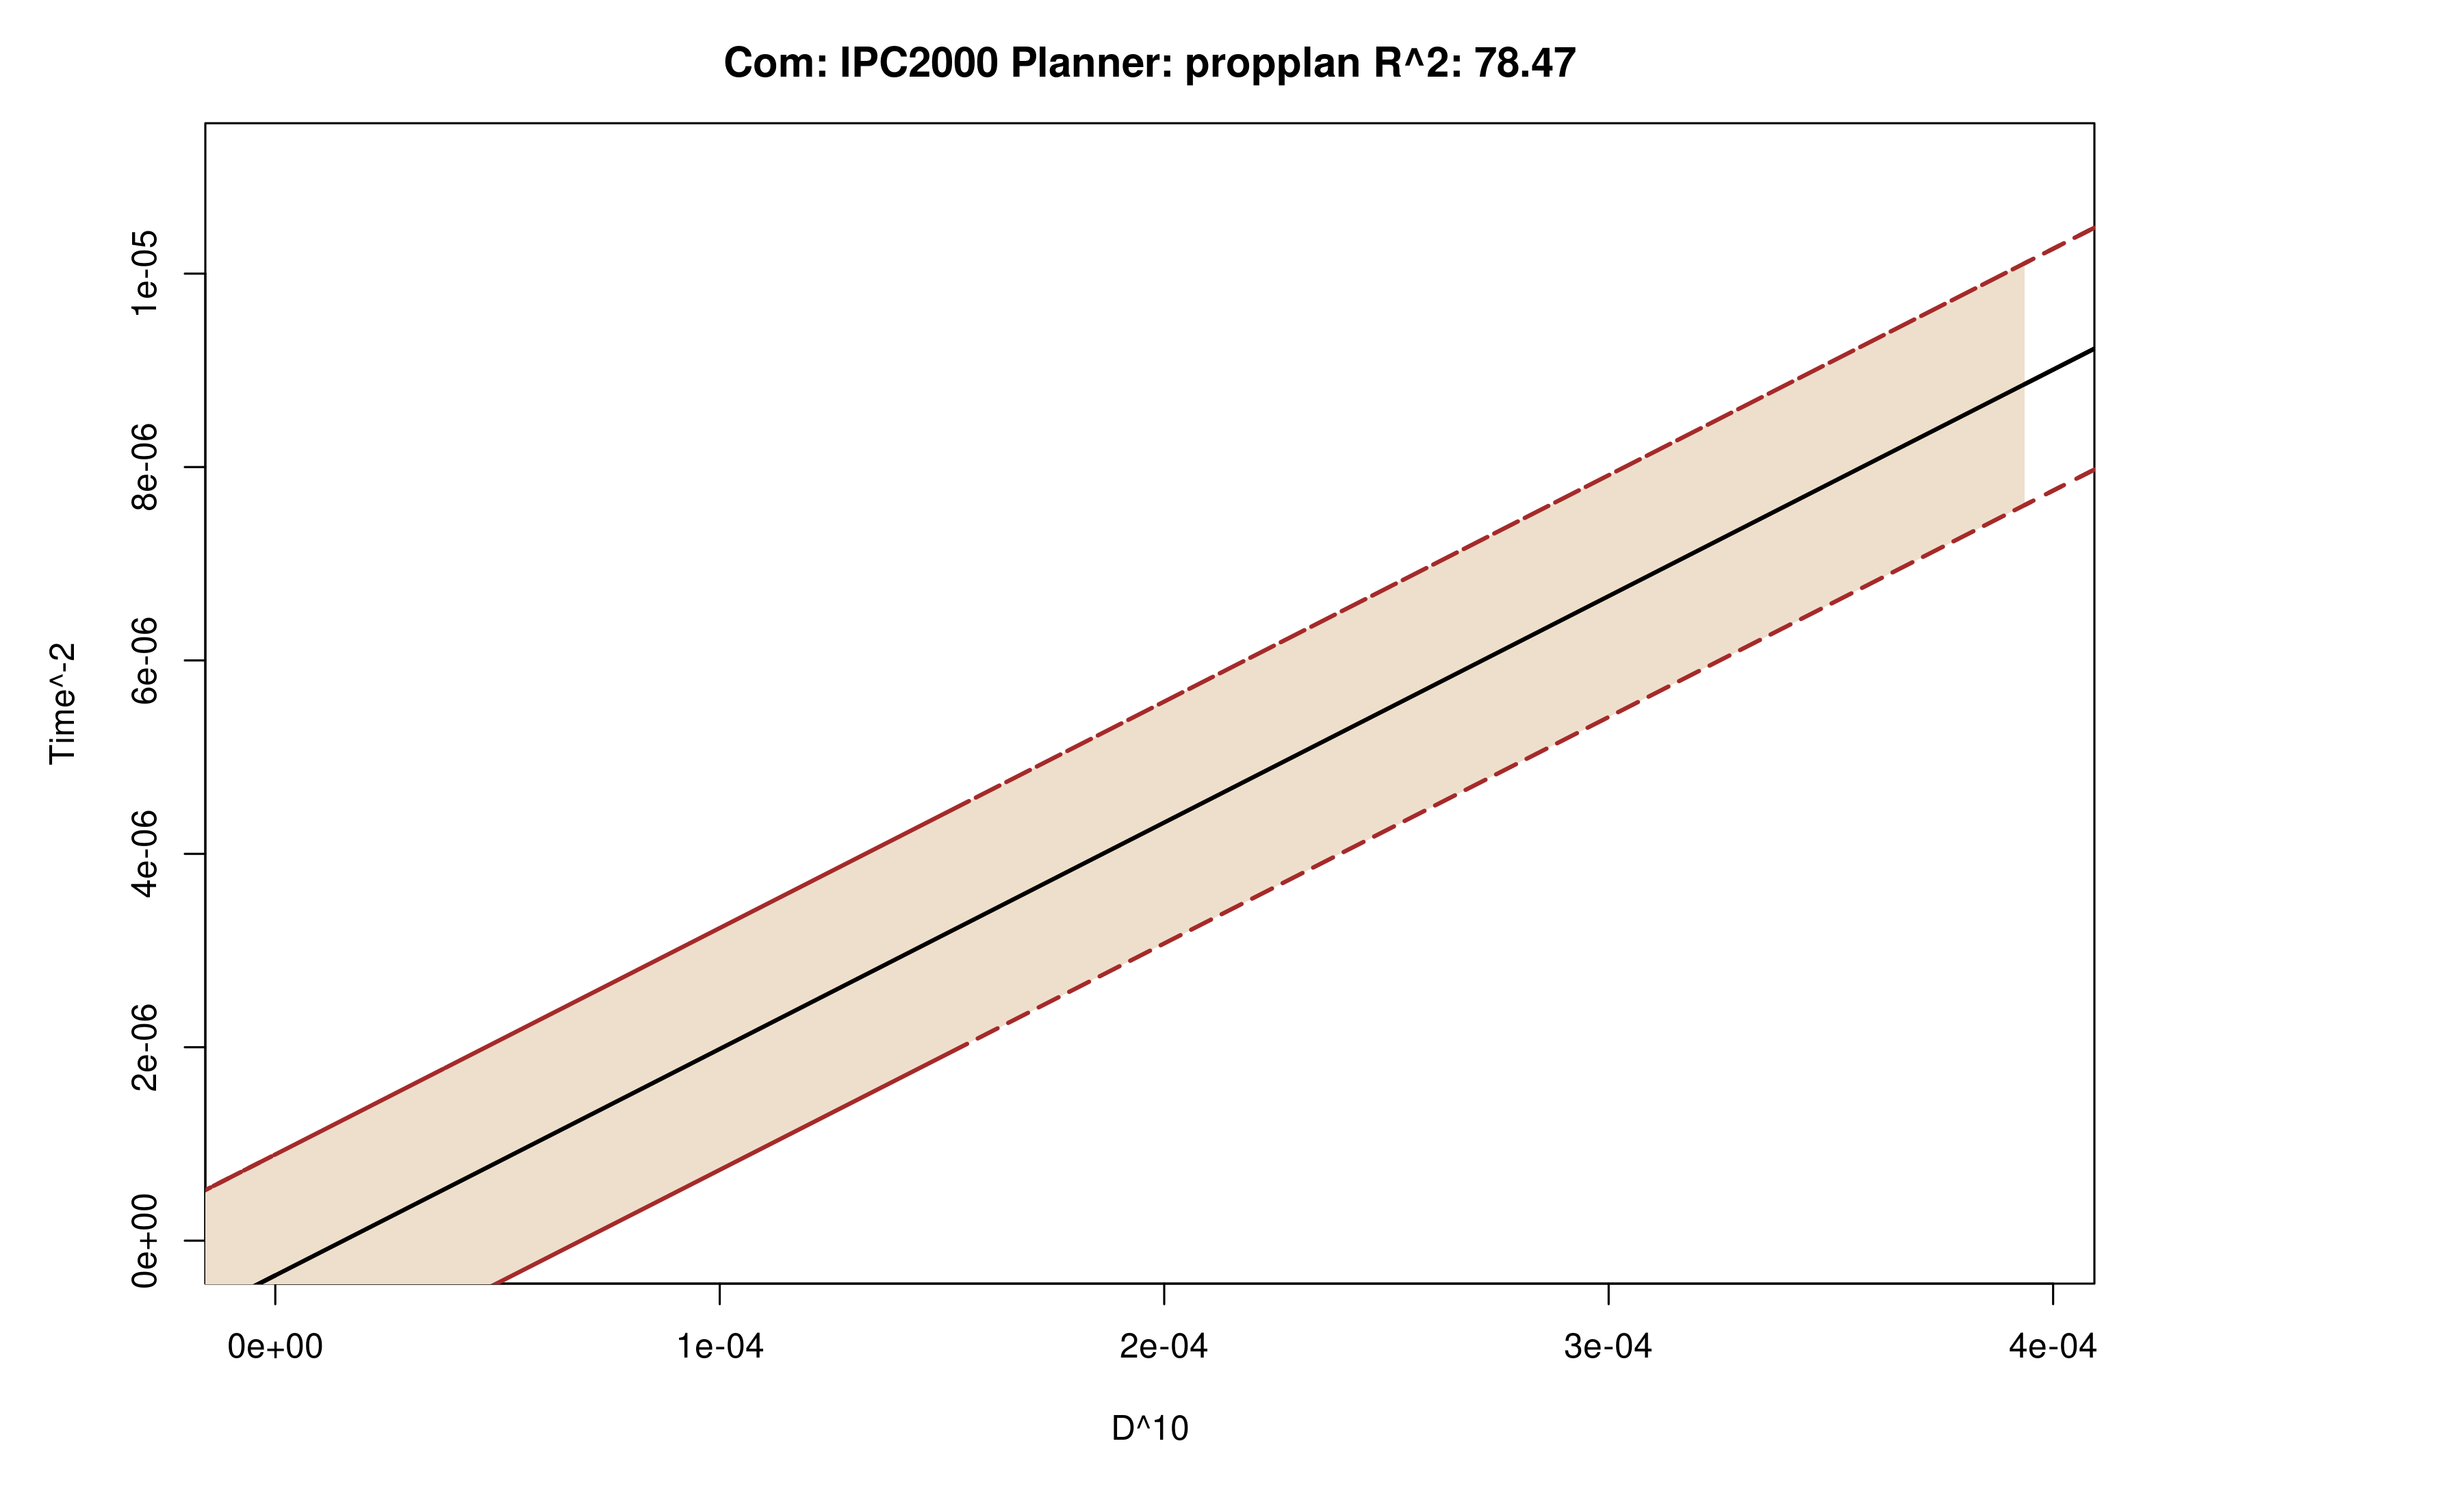 Com: IPC2000 Planner: propplan R^2: 78.47
1e-05
8e-06
6e-06
4e-06
2e-06
0e+00
Time^-2
0e+00 1e-04 2e-04 3e-04 4e-04
D^10